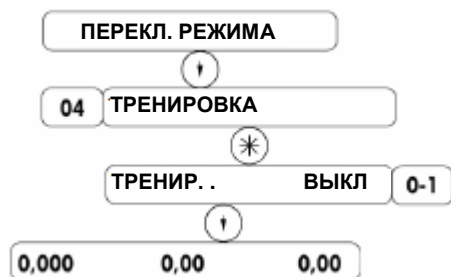 ПЕРЕКЛ. РЕЖИМА
04 ТРЕНИРОВКА
ТРЕНИР. . ВЫКЛ 0-1
0,000 0,00 0,00